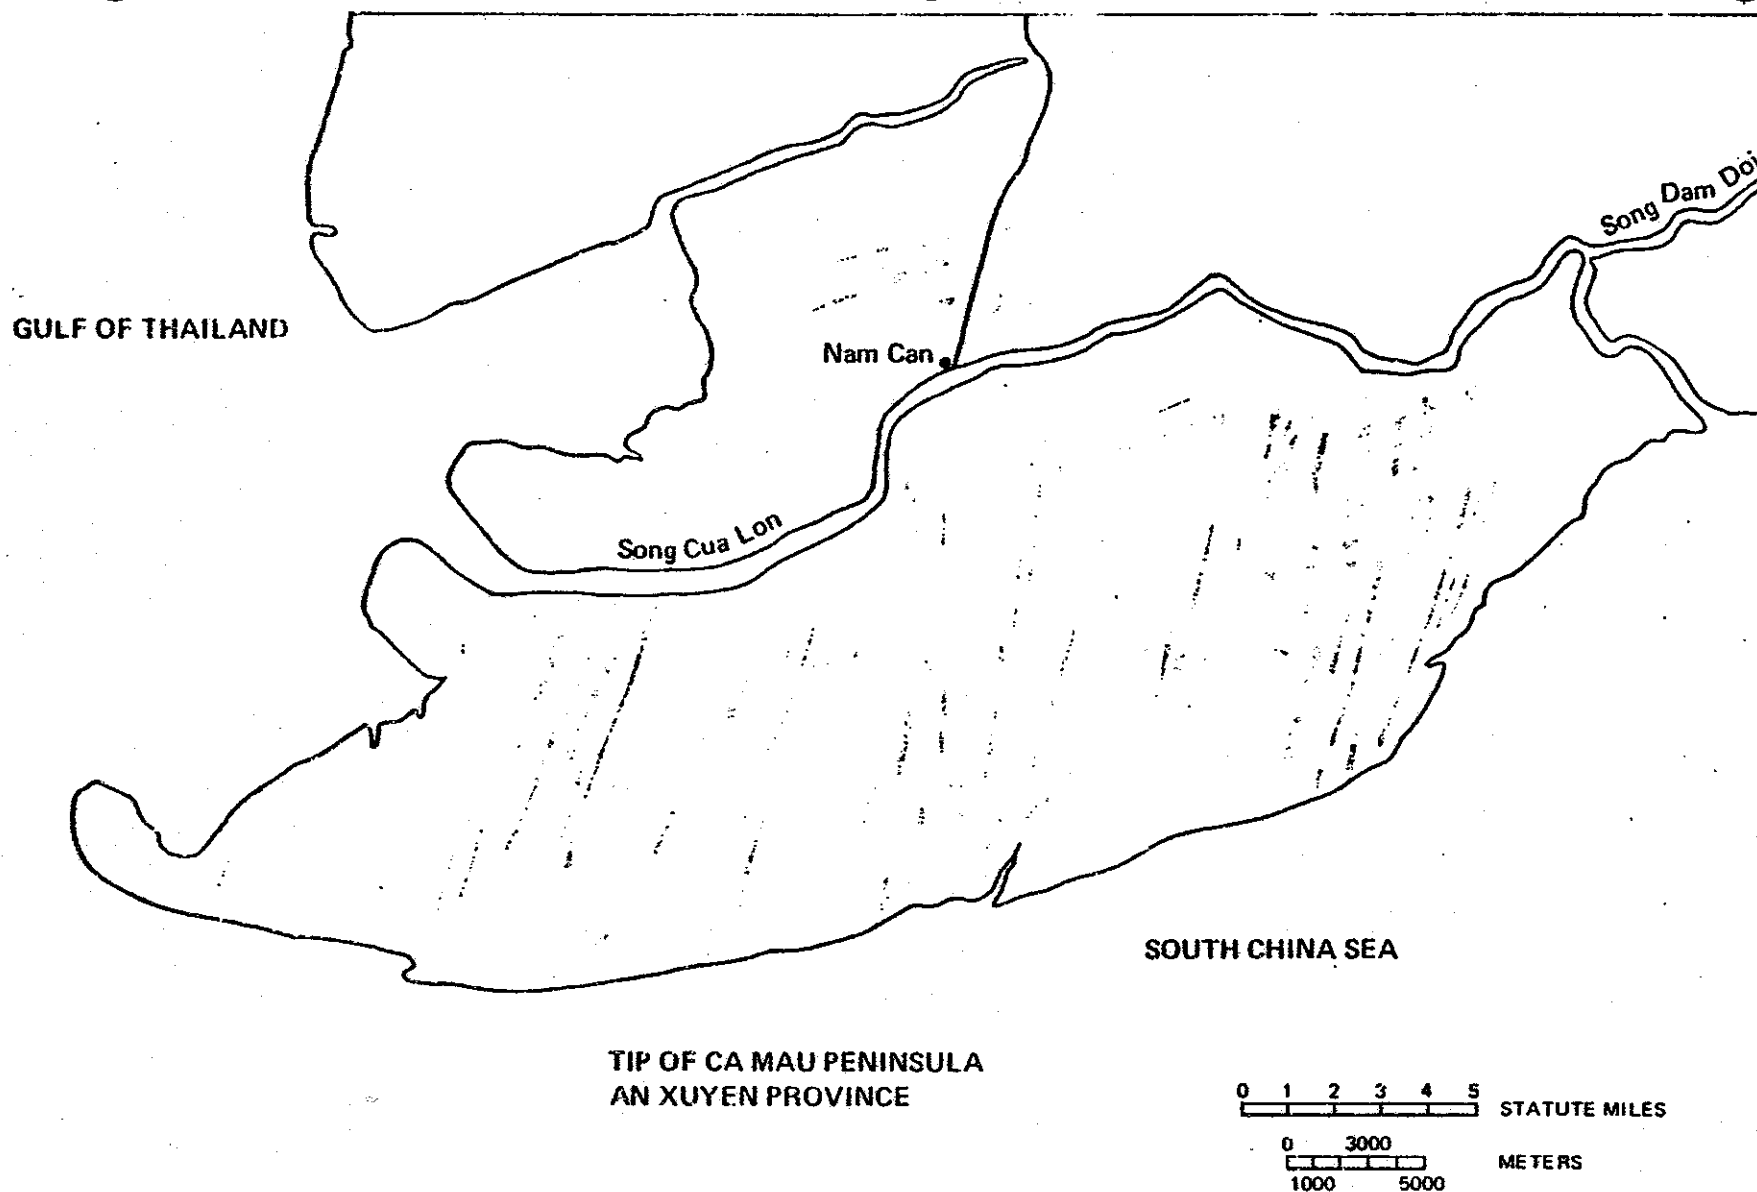 Song Dam Doi
GULF OF THAILAND
Nam Can
Song Cua Lon
SOUTH CHINA SEA
TIP OF CA MAU PENINSULA
AN XUYEN PROVINCE
0 1 2 3 4 5
STATUTE MILES
0 3000
METERS
1000 5000